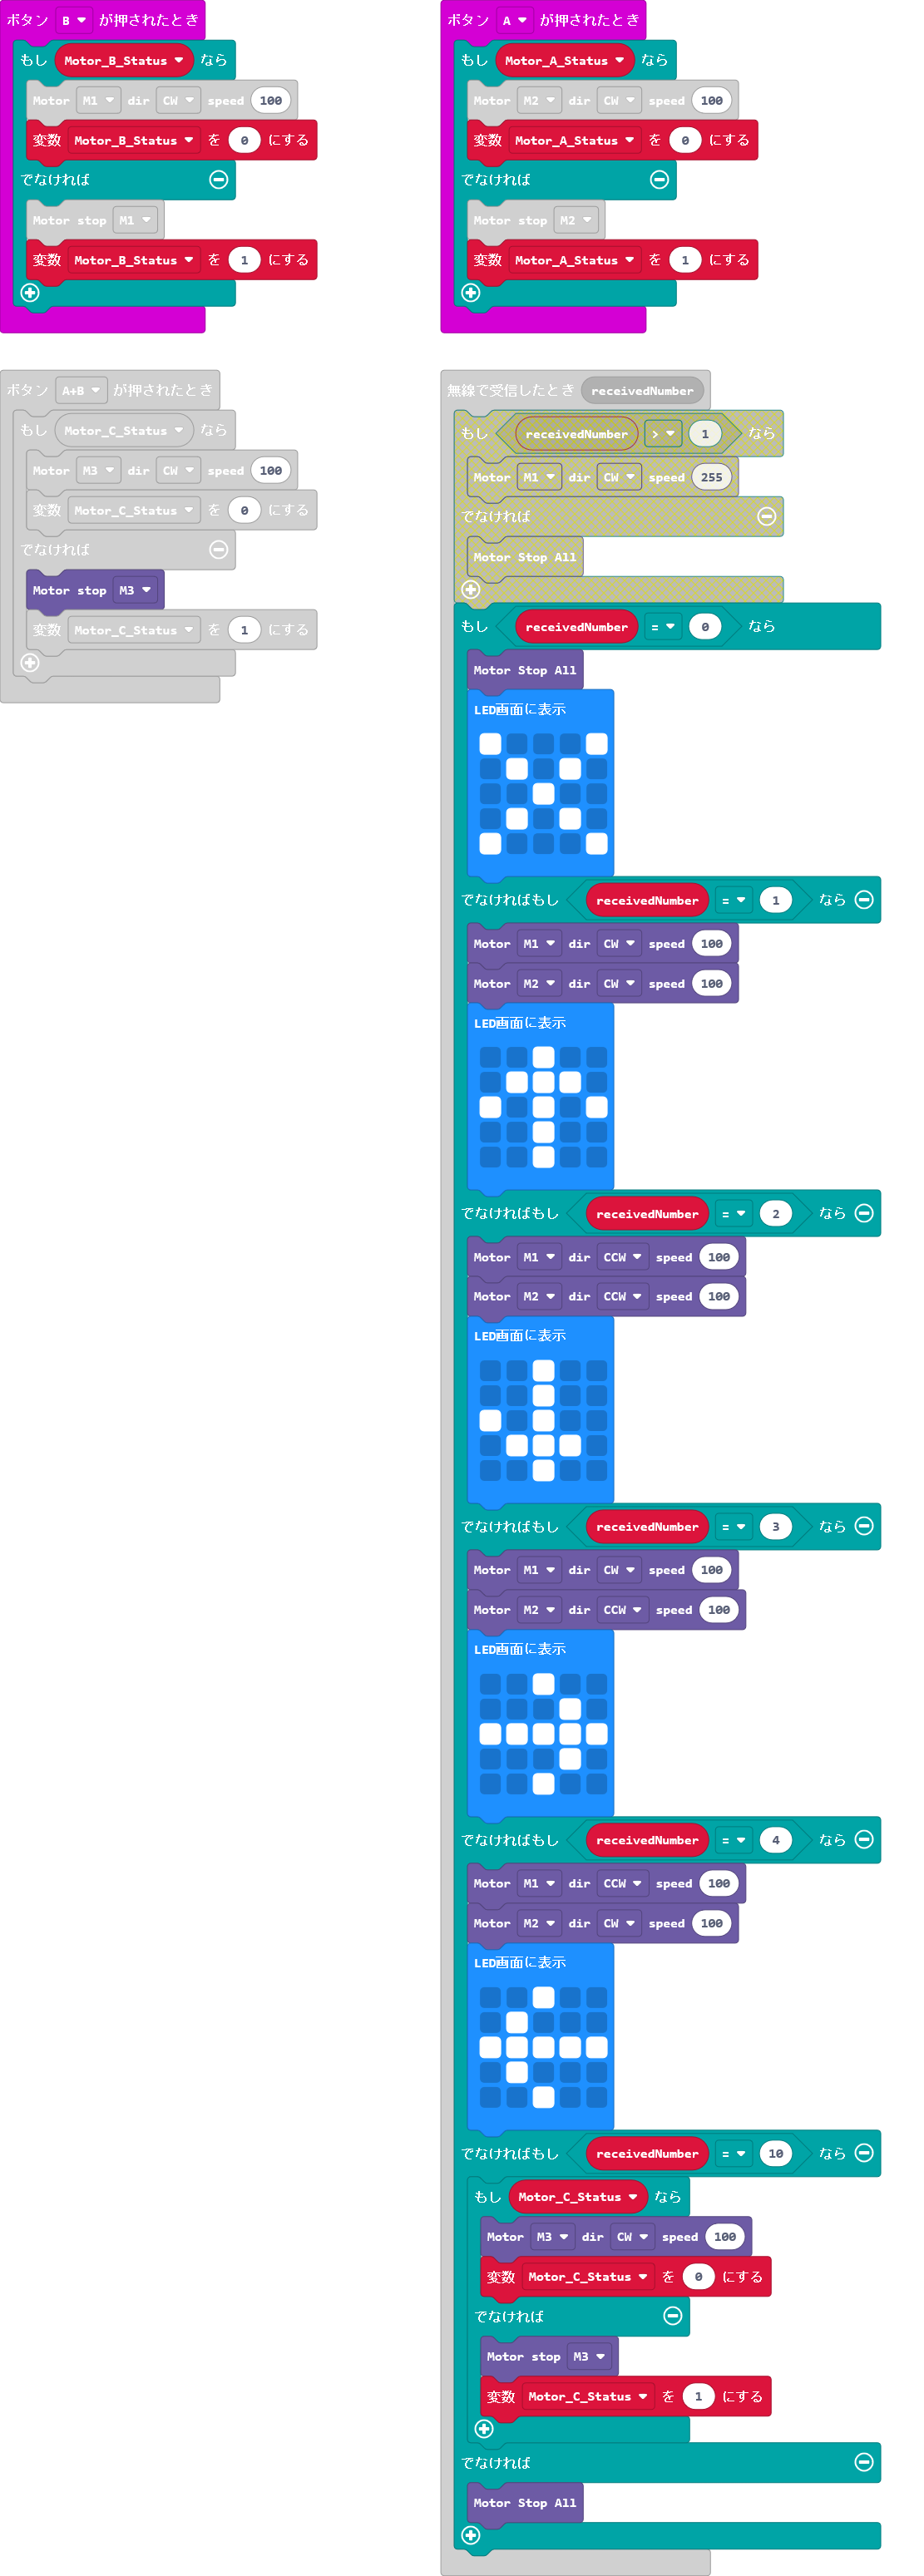 ボタン B が押されたとき
もし Motor_B_Status なら
Motor M1 dir CW speed 100
変数 Motor_B_Status を 0 にする
でなければ
Motor stop M1
変数 Motor_B_Status を 1 にする
ボタン A が押されたとき
もし Motor_A_Status なら
Motor M2 dir CW speed 100
変数 Motor_A_Status を 0 にする
でなければ
Motor stop M2
変数 Motor_A_Status を 1 にする
ボタン A+B が押されたとき
もし Motor_C_Status なら
Motor M3 dir CW speed 100
変数 Motor_C_Status を 0 にする
でなければ
Motor stop M3
変数 Motor_C_Status を 1 にする
無線で受信したとき receivedNumber
もし receivedNumber > 1 なら
Motor M1 dir CW speed 255
でなければ
Motor Stop All
もし receivedNumber = 0 なら
Motor Stop All
LED画面に表示
でなければもし receivedNumber = 1 なら
Motor M1 dir CW speed 100
Motor M2 dir CW speed 100
LED画面に表示
でなければもし receivedNumber = 2 なら
Motor M1 dir CCW speed 100
Motor M2 dir CCW speed 100
LED画面に表示
でなければもし receivedNumber = 3 なら
Motor M1 dir CW speed 100
Motor M2 dir CCW speed 100
LED画面に表示
でなければもし receivedNumber = 4 なら
Motor M1 dir CCW speed 100
Motor M2 dir CW speed 100
LED画面に表示
でなければもし receivedNumber = 10 なら
もし Motor_C_Status なら
Motor M3 dir CW speed 100
変数 Motor_C_Status を 0 にする
でなければ
Motor stop M3
変数 Motor_C_Status を 1 にする
でなければ
Motor Stop All